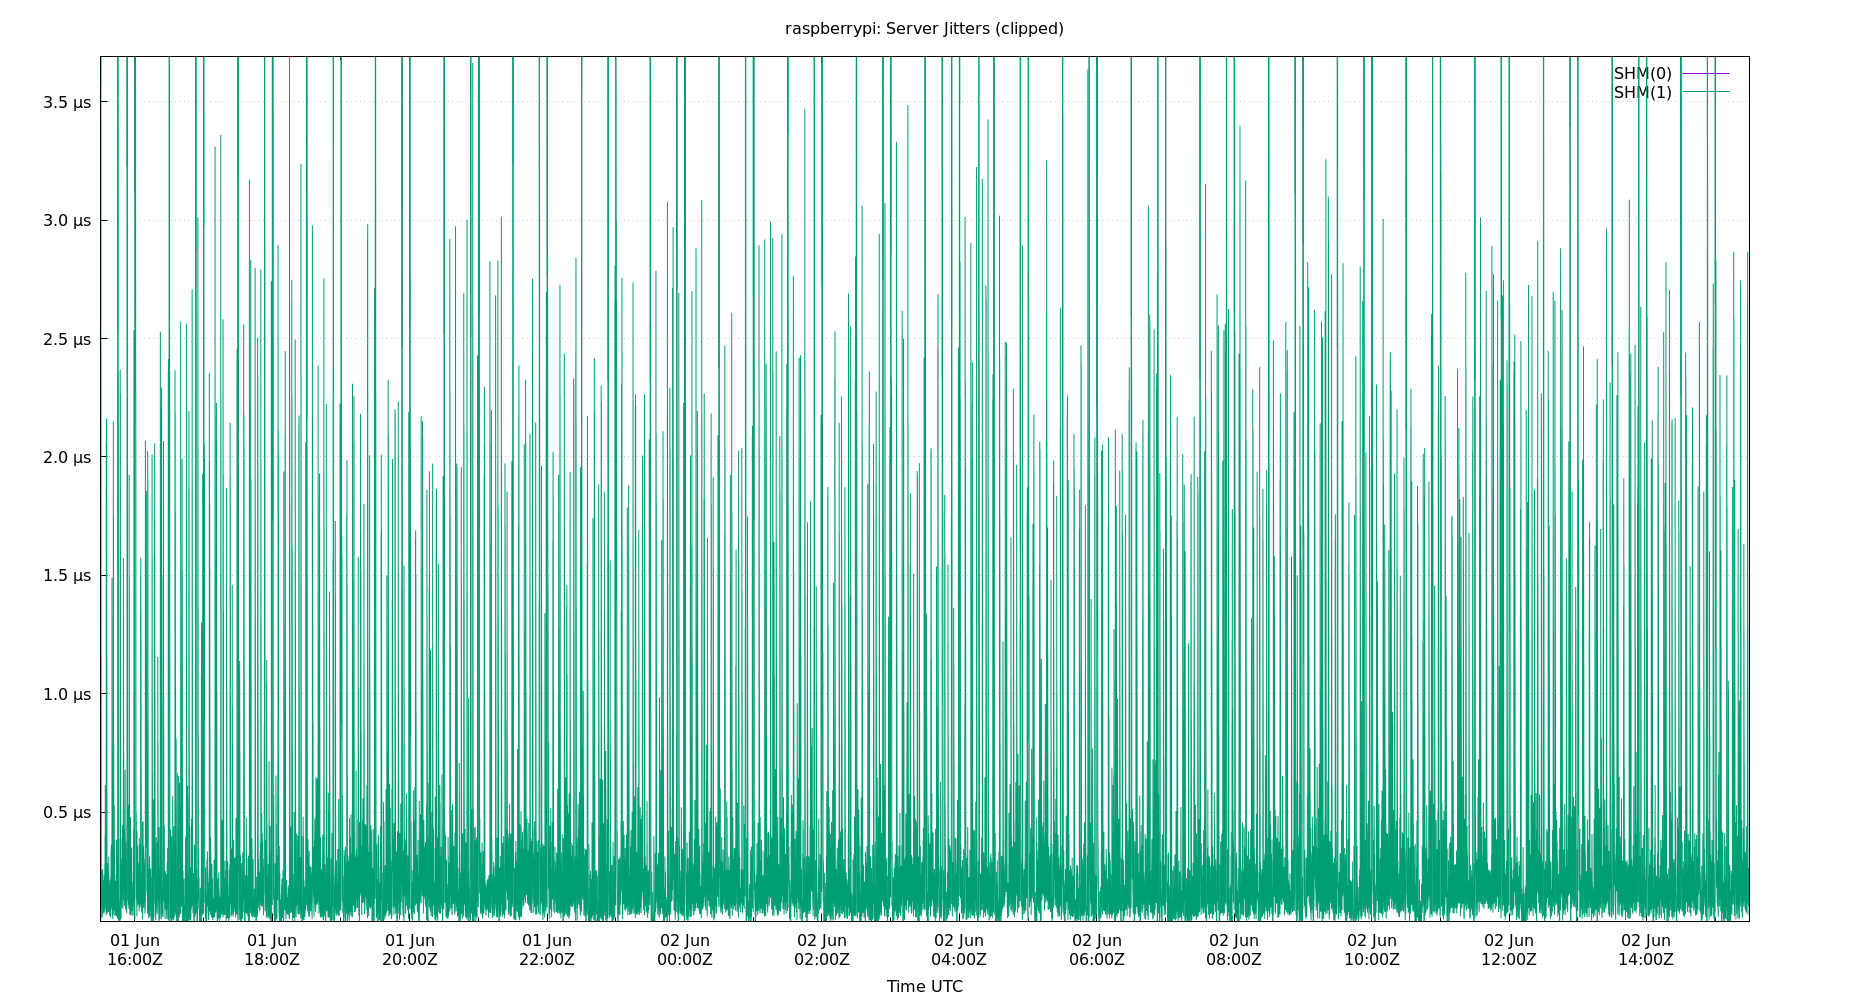 raspberrypi: Server Jitters (clipped)
SHM(0)
SHM(1)
3.5 μs
3.0 μs
2.5 μs
2.0 μs
1.5 μs
1.0 μs
0.5 μs
01 Jun 01 Jun 01 Jun 01 Jun 02 Jun 02 Jun 02 Jun 02 Jun 02 Jun 02 Jun 02 Jun 02 Jun
16:00Z 18:00Z 20:00Z 22:00Z 00:00Z 02:00Z 04:00Z 06:00Z 08:00Z 10:00Z 12:00Z 14:00Z
Time UTC